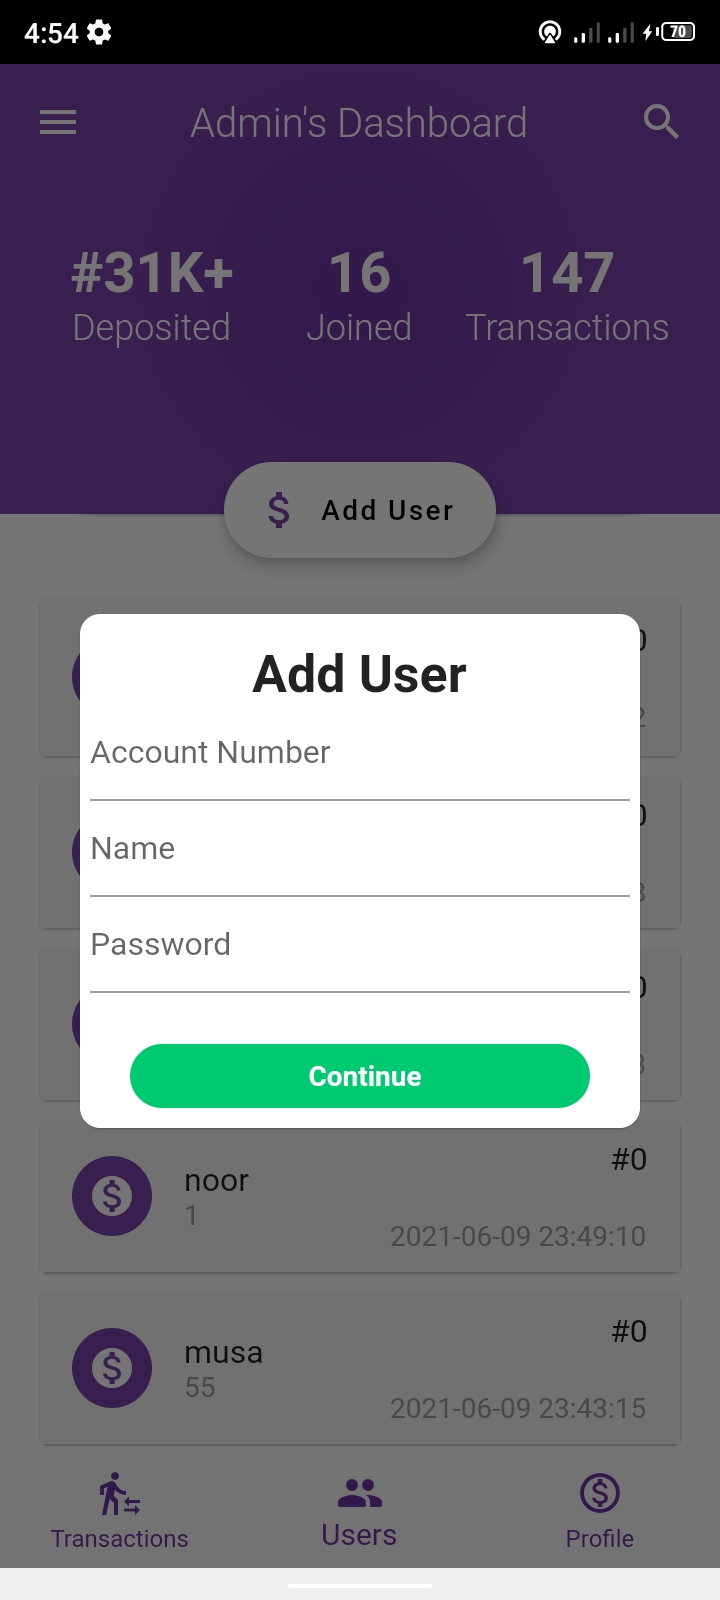 4:54
70
Admin's Dashboard
#31K+ 16 147
Deposited Joined Transactions
$ Add User
Add User
Account Number
Name
Password
Continue
noor
#0
1
2021-06-09 23:49:10
musa
#0
55
2021-06-09 23:43:15
Transactions Users Profile